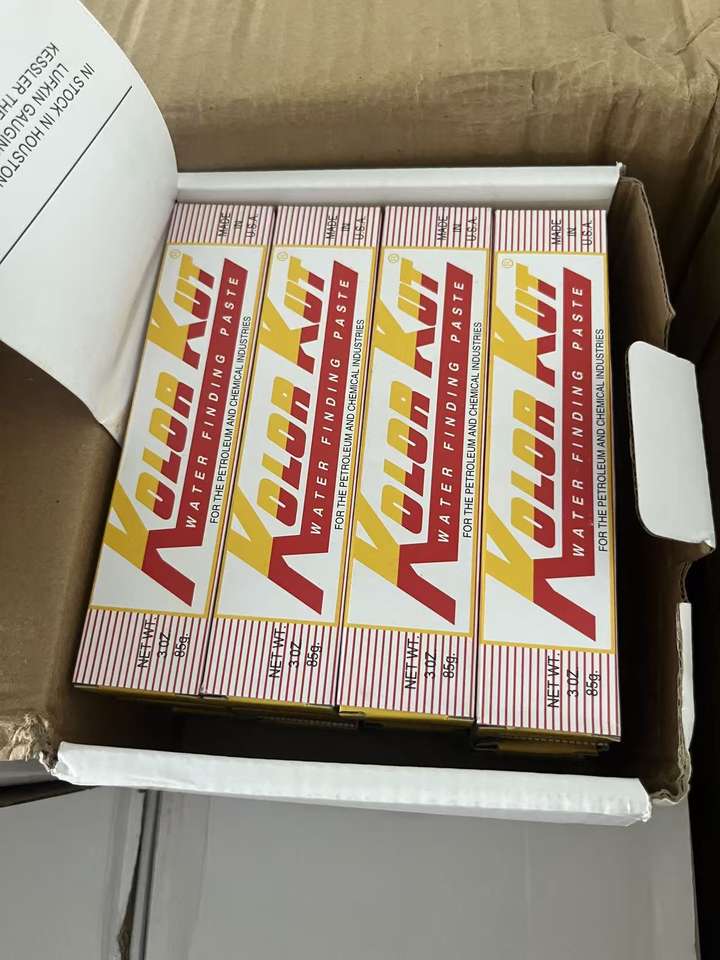 IN STOCK IN HOUSTON
LUFKIN GAUGIN
KESSLER THE
MADE
IN
U.S.A.
KOLOR KUT®
WATER FINDING PASTE
FOR THE PETROLEUM AND CHEMICAL INDUSTRIES
NET WT.
3 OZ.
85g.
MADE
IN
U.S.A.
KOLOR KUT®
WATER FINDING PASTE
FOR THE PETROLEUM AND CHEMICAL INDUSTRIES
NET WT.
3 OZ.
85g.
MADE
IN
U.S.A.
KOLOR KUT®
WATER FINDING PASTE
FOR THE PETROLEUM AND CHEMICAL INDUSTRIES
NET WT.
3 OZ.
85g.
MADE
IN
U.S.A.
KOLOR KUT®
WATER FINDING PASTE
FOR THE PETROLEUM AND CHEMICAL INDUSTRIES
NET WT.
3 OZ.
85g.